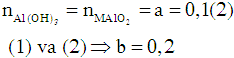 n_{Al(OH)_3} = n_{MAlO_2} = a = 0,1(2)
(1) va (2) ⇒ b = 0,2